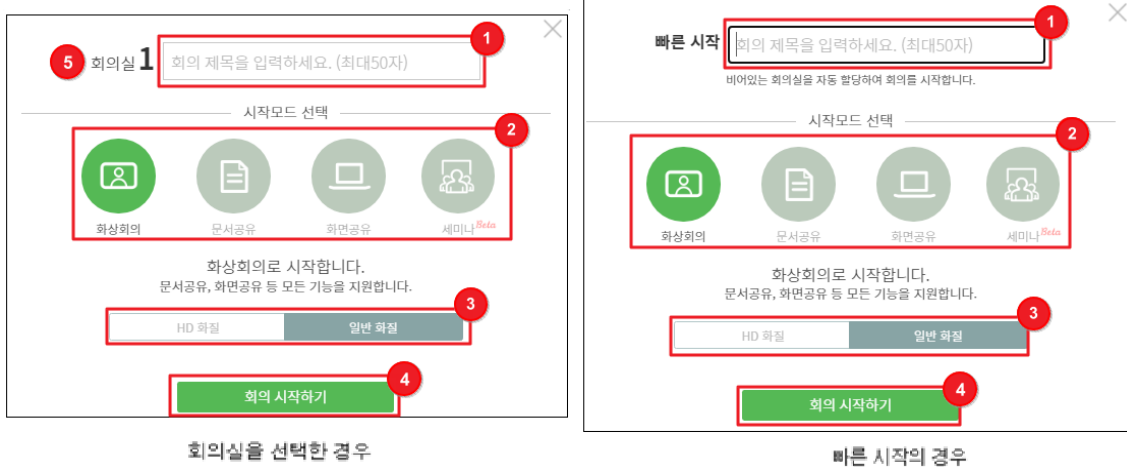 1
5 회의실 1 회의 제목을 입력하세요. (최대50자)
시작모드 선택
2
화상회의 문서공유 화면공유 세미나Beta
화상회의로 시작합니다.
문서공유, 화면공유 등 모든 기능을 지원합니다.
3
HD 화질 일반 화질
4
회의 시작하기
회의실을 선택한 경우
1
빠른 시작 회의 제목을 입력하세요. (최대50자)
비어있는 회의실을 자동 할당하여 회의를 시작합니다.
시작모드 선택
2
화상회의 문서공유 화면공유 세미나Beta
화상회의로 시작합니다.
문서공유, 화면공유 등 모든 기능을 지원합니다.
3
HD 화질 일반 화질
4
회의 시작하기
빠른 시작의 경우